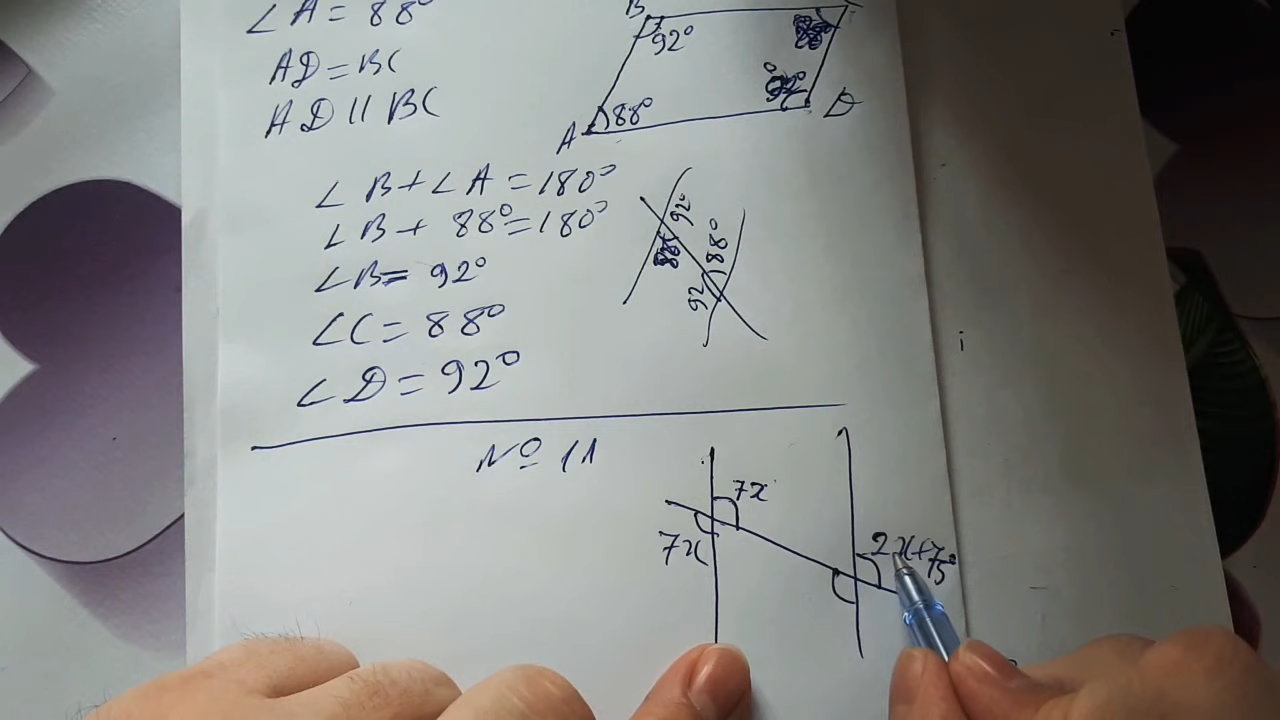 ∠A = 88°
AD = BC
AD || BC
B
92°
A
88°
92°
D
∠B + ∠A = 180°
∠B + 88° = 180°
∠B = 92°
∠C = 88°
∠D = 92°
92°
88°
92
№ 11
7x
7x
2x+75°